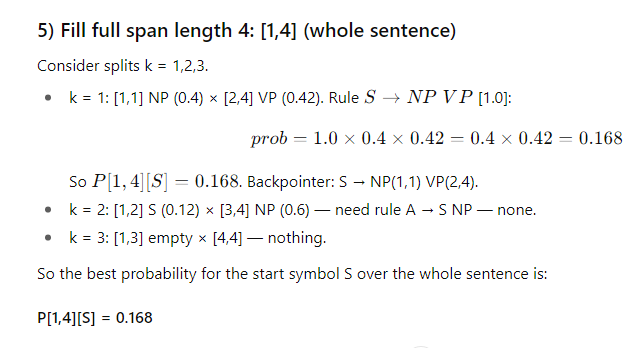 5) Fill full span length 4: [1,4] (whole sentence)
Consider splits k = 1,2,3.
• k = 1: [1,1] NP (0.4) × [2,4] VP (0.42). Rule S → NP VP [1.0]:
prob = 1.0 × 0.4 × 0.42 = 0.4 × 0.42 = 0.168
So P[1,4][S] = 0.168. Backpointer: S → NP(1,1) VP(2,4).
• k = 2: [1,2] S (0.12) × [3,4] NP (0.6) — need rule A → S NP — none.
• k = 3: [1,3] empty × [4,4] — nothing.
So the best probability for the start symbol S over the whole sentence is:
P[1,4][S] = 0.168